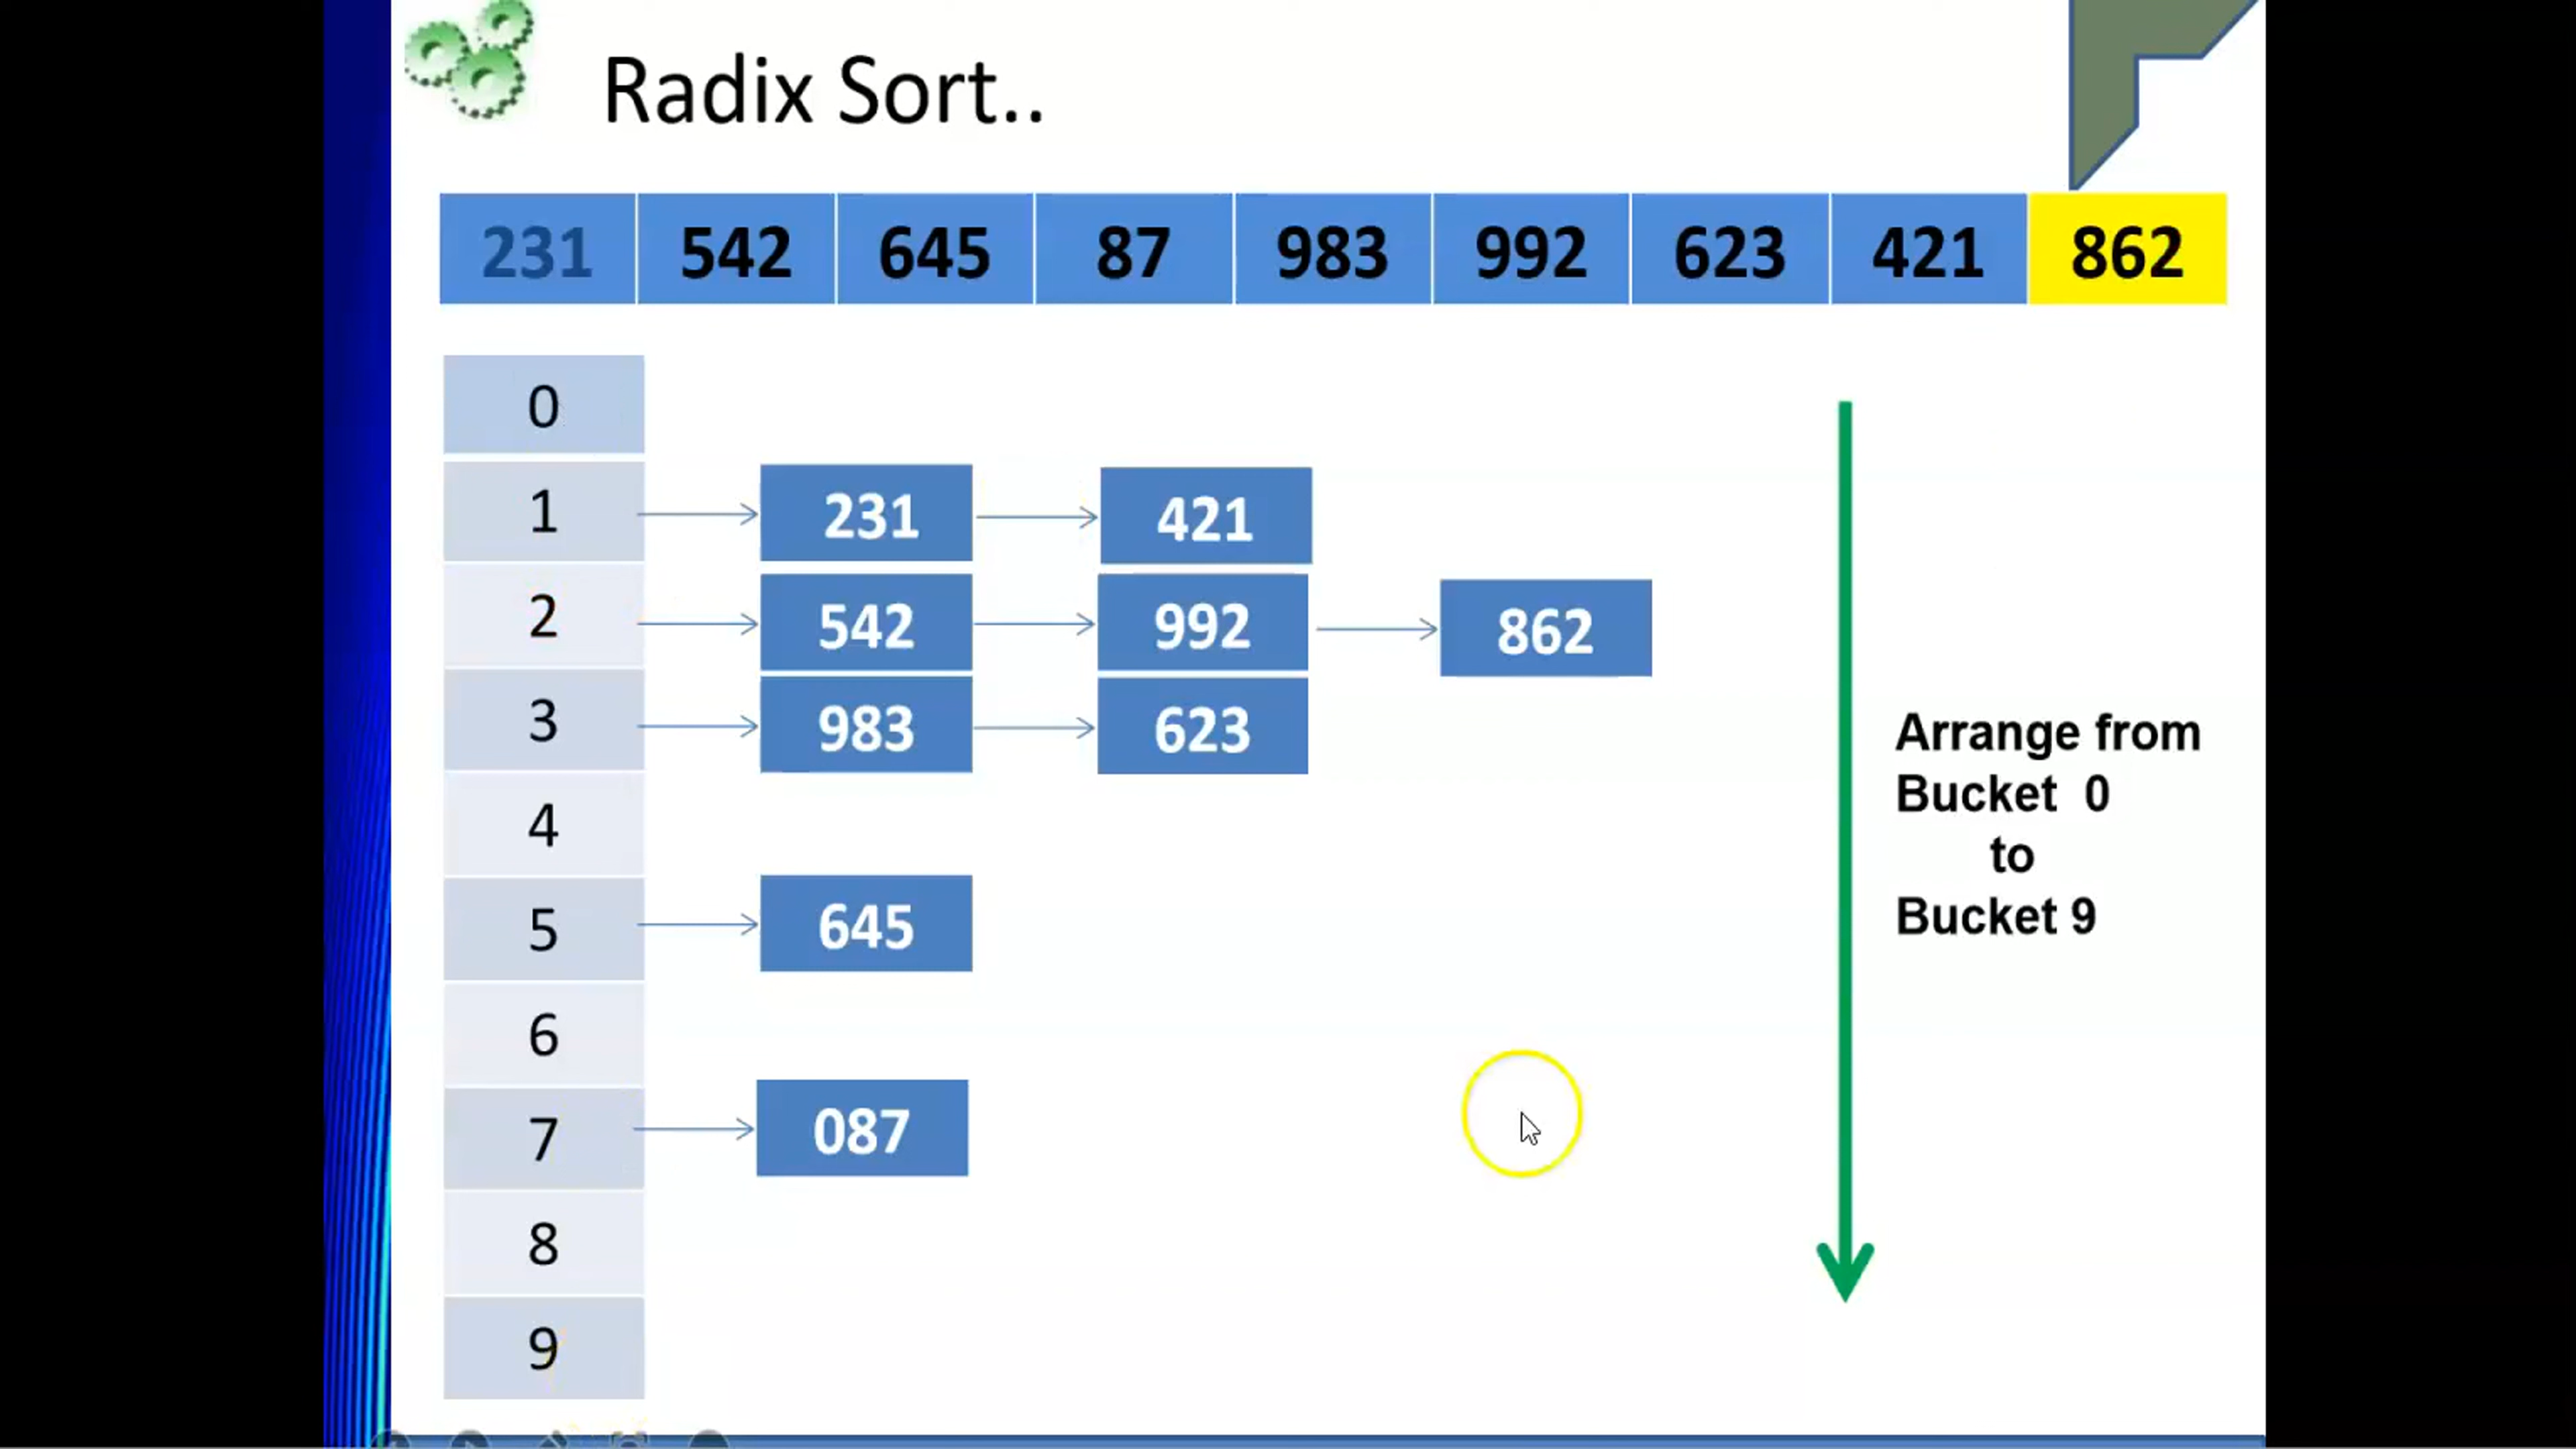 Radix Sort..
231 542 645 87 983 992 623 421 862
0
1 231 421
2 542 992 862
3 983 623
4
5 645
6
7 087
8
9
Arrange from
Bucket 0
to
Bucket 9